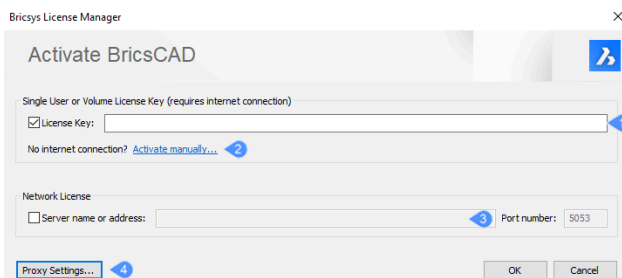 Bricsys License Manager
Activate BricsCAD
Single User or Volume License Key (requires internet connection)
License Key:
1
No internet connection? Activate manually... 2
Network License
Server name or address: 3 Port number: 5053
Proxy Settings... 4 OK Cancel